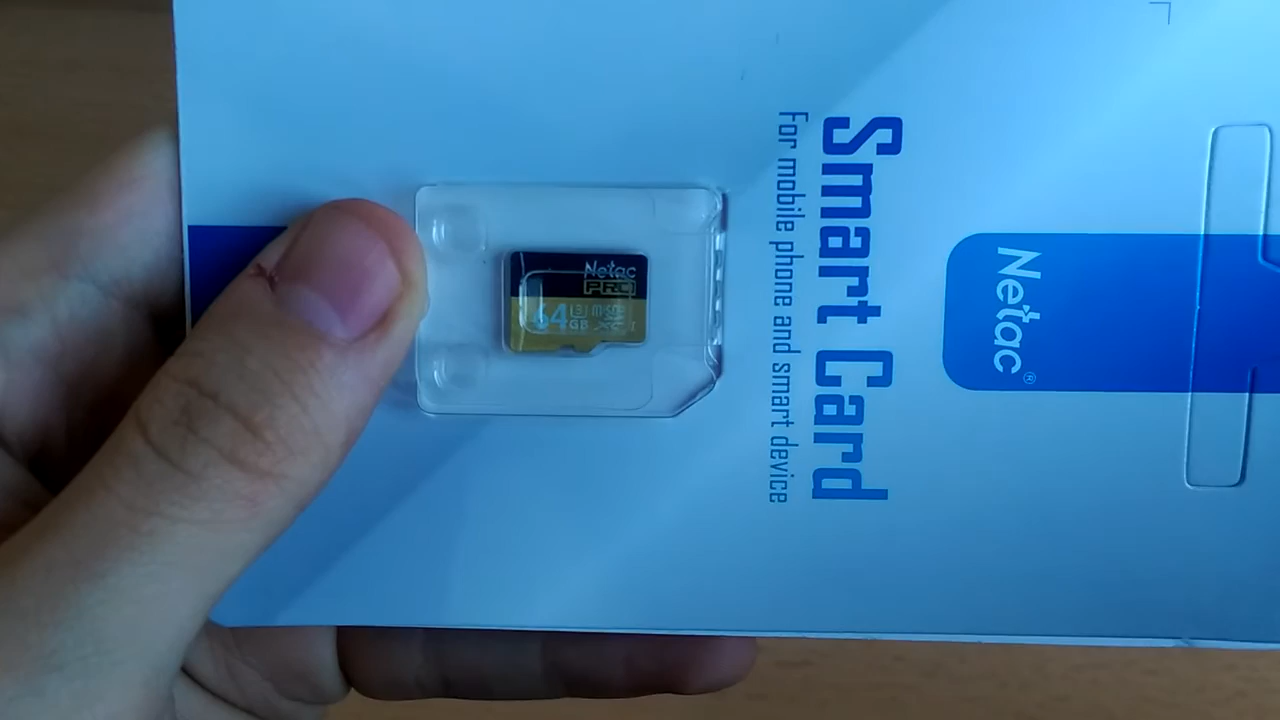 Netac®
Smart Card
For mobile phone and smart device
Netac
PRO
64 GB